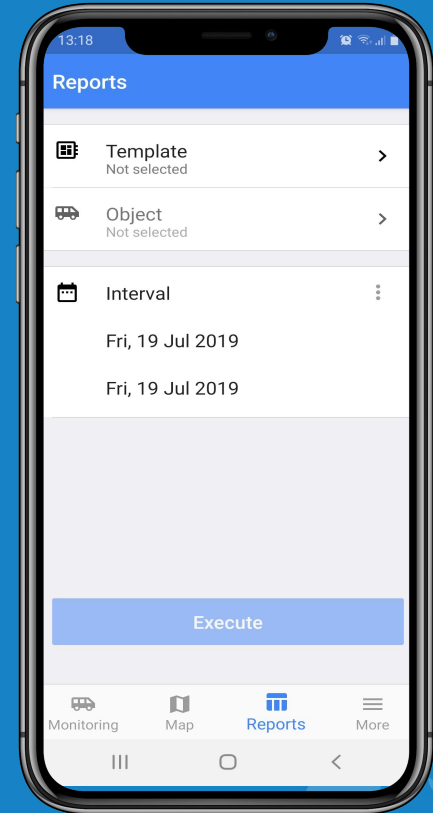 13:18
Reports
Template
Not selected
Object
Not selected
Interval
Fri, 19 Jul 2019
Fri, 19 Jul 2019
Execute
Monitoring
Map
Reports
More